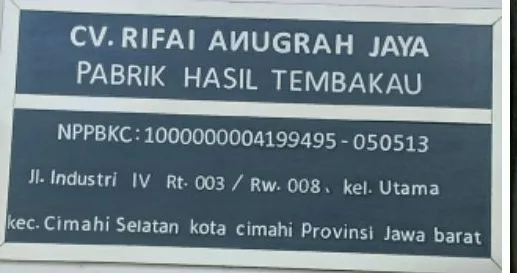 CV. RIFAI ANUGRAH JAYA
PABRIK HASIL TEMBAKAU
NPPBKC : 1000000004199495 - 050513
Jl. Industri IV Rt. 003 / Rw. 008, kel. Utama
kec. Cimahi Selatan kota cimahi Provinsi Jawa barat